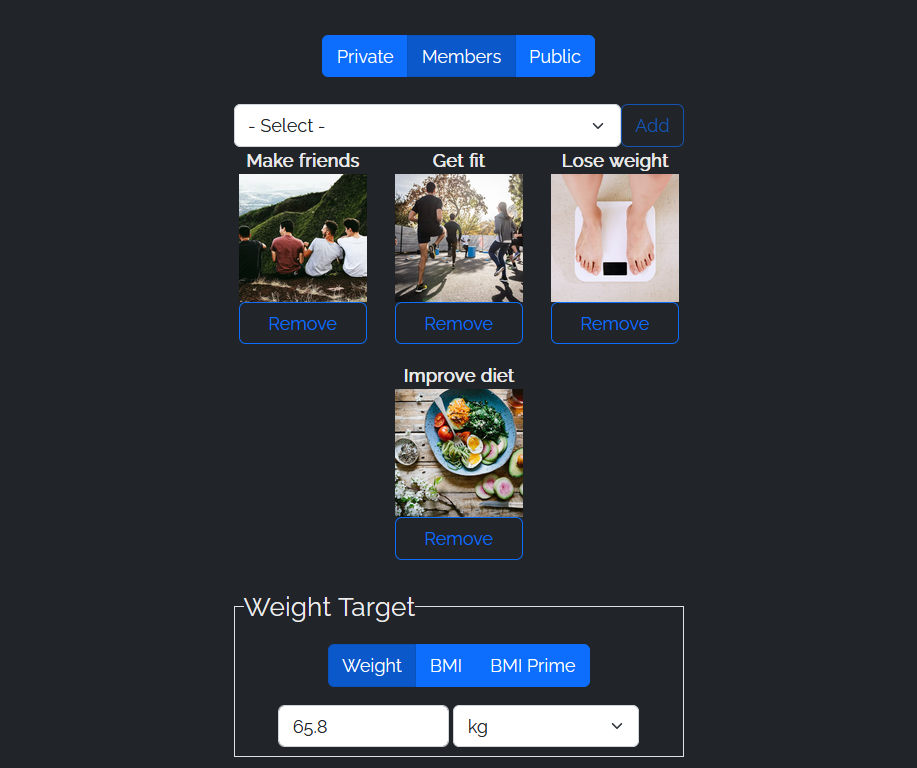 Private Members Public
- Select - Add
Make friends Get fit Lose weight
Remove Remove Remove
Improve diet
Remove
Weight Target
Weight BMI BMI Prime
65.8 kg